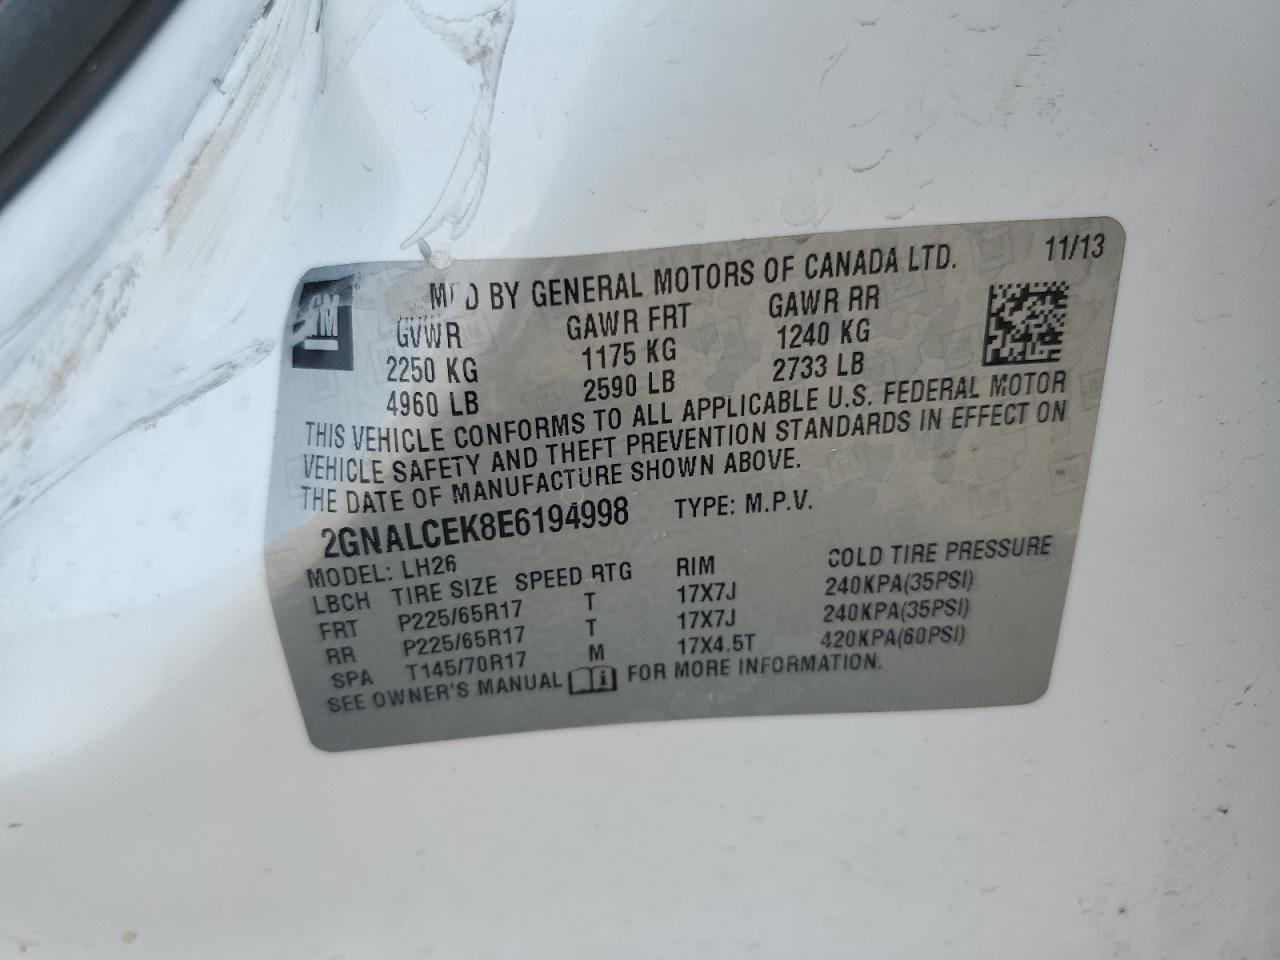 GM
MFD BY GENERAL MOTORS OF CANADA LTD. 11/13
GVWR GAWR FRT GAWR RR
2250 KG 1175 KG 1240 KG
4960 LB 2590 LB 2733 LB
THIS VEHICLE CONFORMS TO ALL APPLICABLE U.S. FEDERAL MOTOR
VEHICLE SAFETY AND THEFT PREVENTION STANDARDS IN EFFECT ON
THE DATE OF MANUFACTURE SHOWN ABOVE.
2GNALCEK8E6194998 TYPE: M.P.V.
MODEL: LH26
LBCH TIRE SIZE SPEED RTG RIM COLD TIRE PRESSURE
FRT P225/65R17 T 17X7J 240KPA(35PSI)
RR P225/65R17 T 17X7J 240KPA(35PSI)
SPA T145/70R17 M 17X4.5T 420KPA(60PSI)
SEE OWNER'S MANUAL FOR MORE INFORMATION.